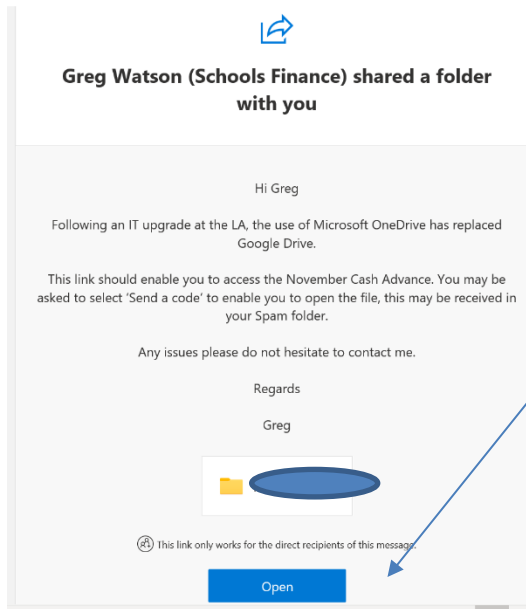 Greg Watson (Schools Finance) shared a folder
with you
Hi Greg
Following an IT upgrade at the LA, the use of Microsoft OneDrive has replaced
Google Drive.
This link should enable you to access the November Cash Advance. You may be
asked to select 'Send a code' to enable you to open the file, this may be received in
your Spam folder.
Any issues please do not hesitate to contact me.
Regards
Greg
This link only works for the direct recipients of this message.
Open